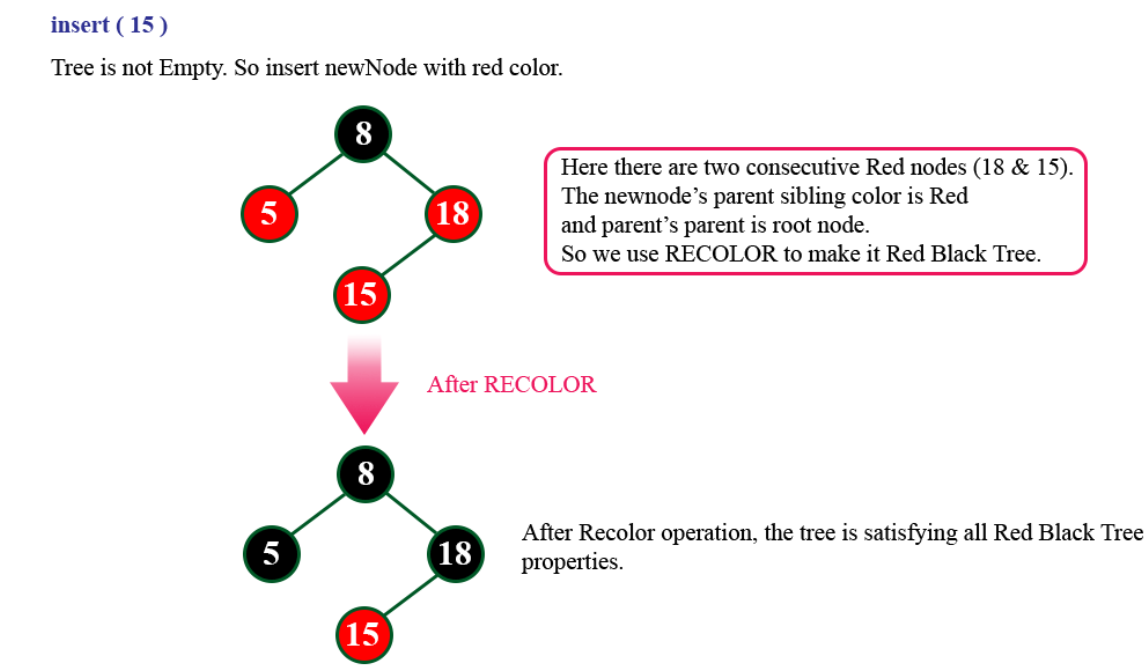 insert ( 15 )
Tree is not Empty. So insert newNode with red color.
8
5
18
15
Here there are two consecutive Red nodes (18 & 15).
The newnode’s parent sibling color is Red
and parent’s parent is root node.
So we use RECOLOR to make it Red Black Tree.
After RECOLOR
8
5
18
15
After Recolor operation, the tree is satisfying all Red Black Tree
properties.